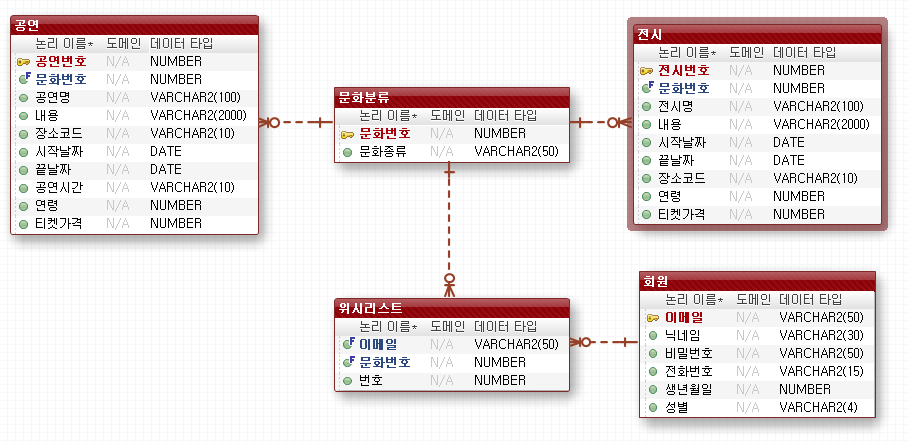 공연
논리 이름* 도메인 데이터 타입
공연번호 N/A NUMBER
F 문화번호 N/A NUMBER
공연명 N/A VARCHAR2(100)
내용 N/A VARCHAR2(2000)
장소코드 N/A VARCHAR2(10)
시작날짜 N/A DATE
끝날짜 N/A DATE
공연시간 N/A VARCHAR2(10)
연령 N/A NUMBER
티켓가격 N/A NUMBER
문화분류
논리 이름* 도메인 데이터 타입
문화번호 N/A NUMBER
문화종류 N/A VARCHAR2(50)
전시
논리 이름* 도메인 데이터 타입
전시번호 N/A NUMBER
F 문화번호 N/A NUMBER
전시명 N/A VARCHAR2(100)
내용 N/A VARCHAR2(2000)
시작날짜 N/A DATE
끝날짜 N/A DATE
장소코드 N/A VARCHAR2(10)
연령 N/A NUMBER
티켓가격 N/A NUMBER
위시리스트
논리 이름* 도메인 데이터 타입
F 이메일 N/A VARCHAR2(50)
F 문화번호 N/A NUMBER
번호 N/A NUMBER
회원
논리 이름* 도메인 데이터 타입
이메일 N/A VARCHAR2(50)
닉네임 N/A VARCHAR2(30)
비밀번호 N/A VARCHAR2(50)
전화번호 N/A VARCHAR2(15)
생년월일 N/A NUMBER
성별 N/A VARCHAR2(4)